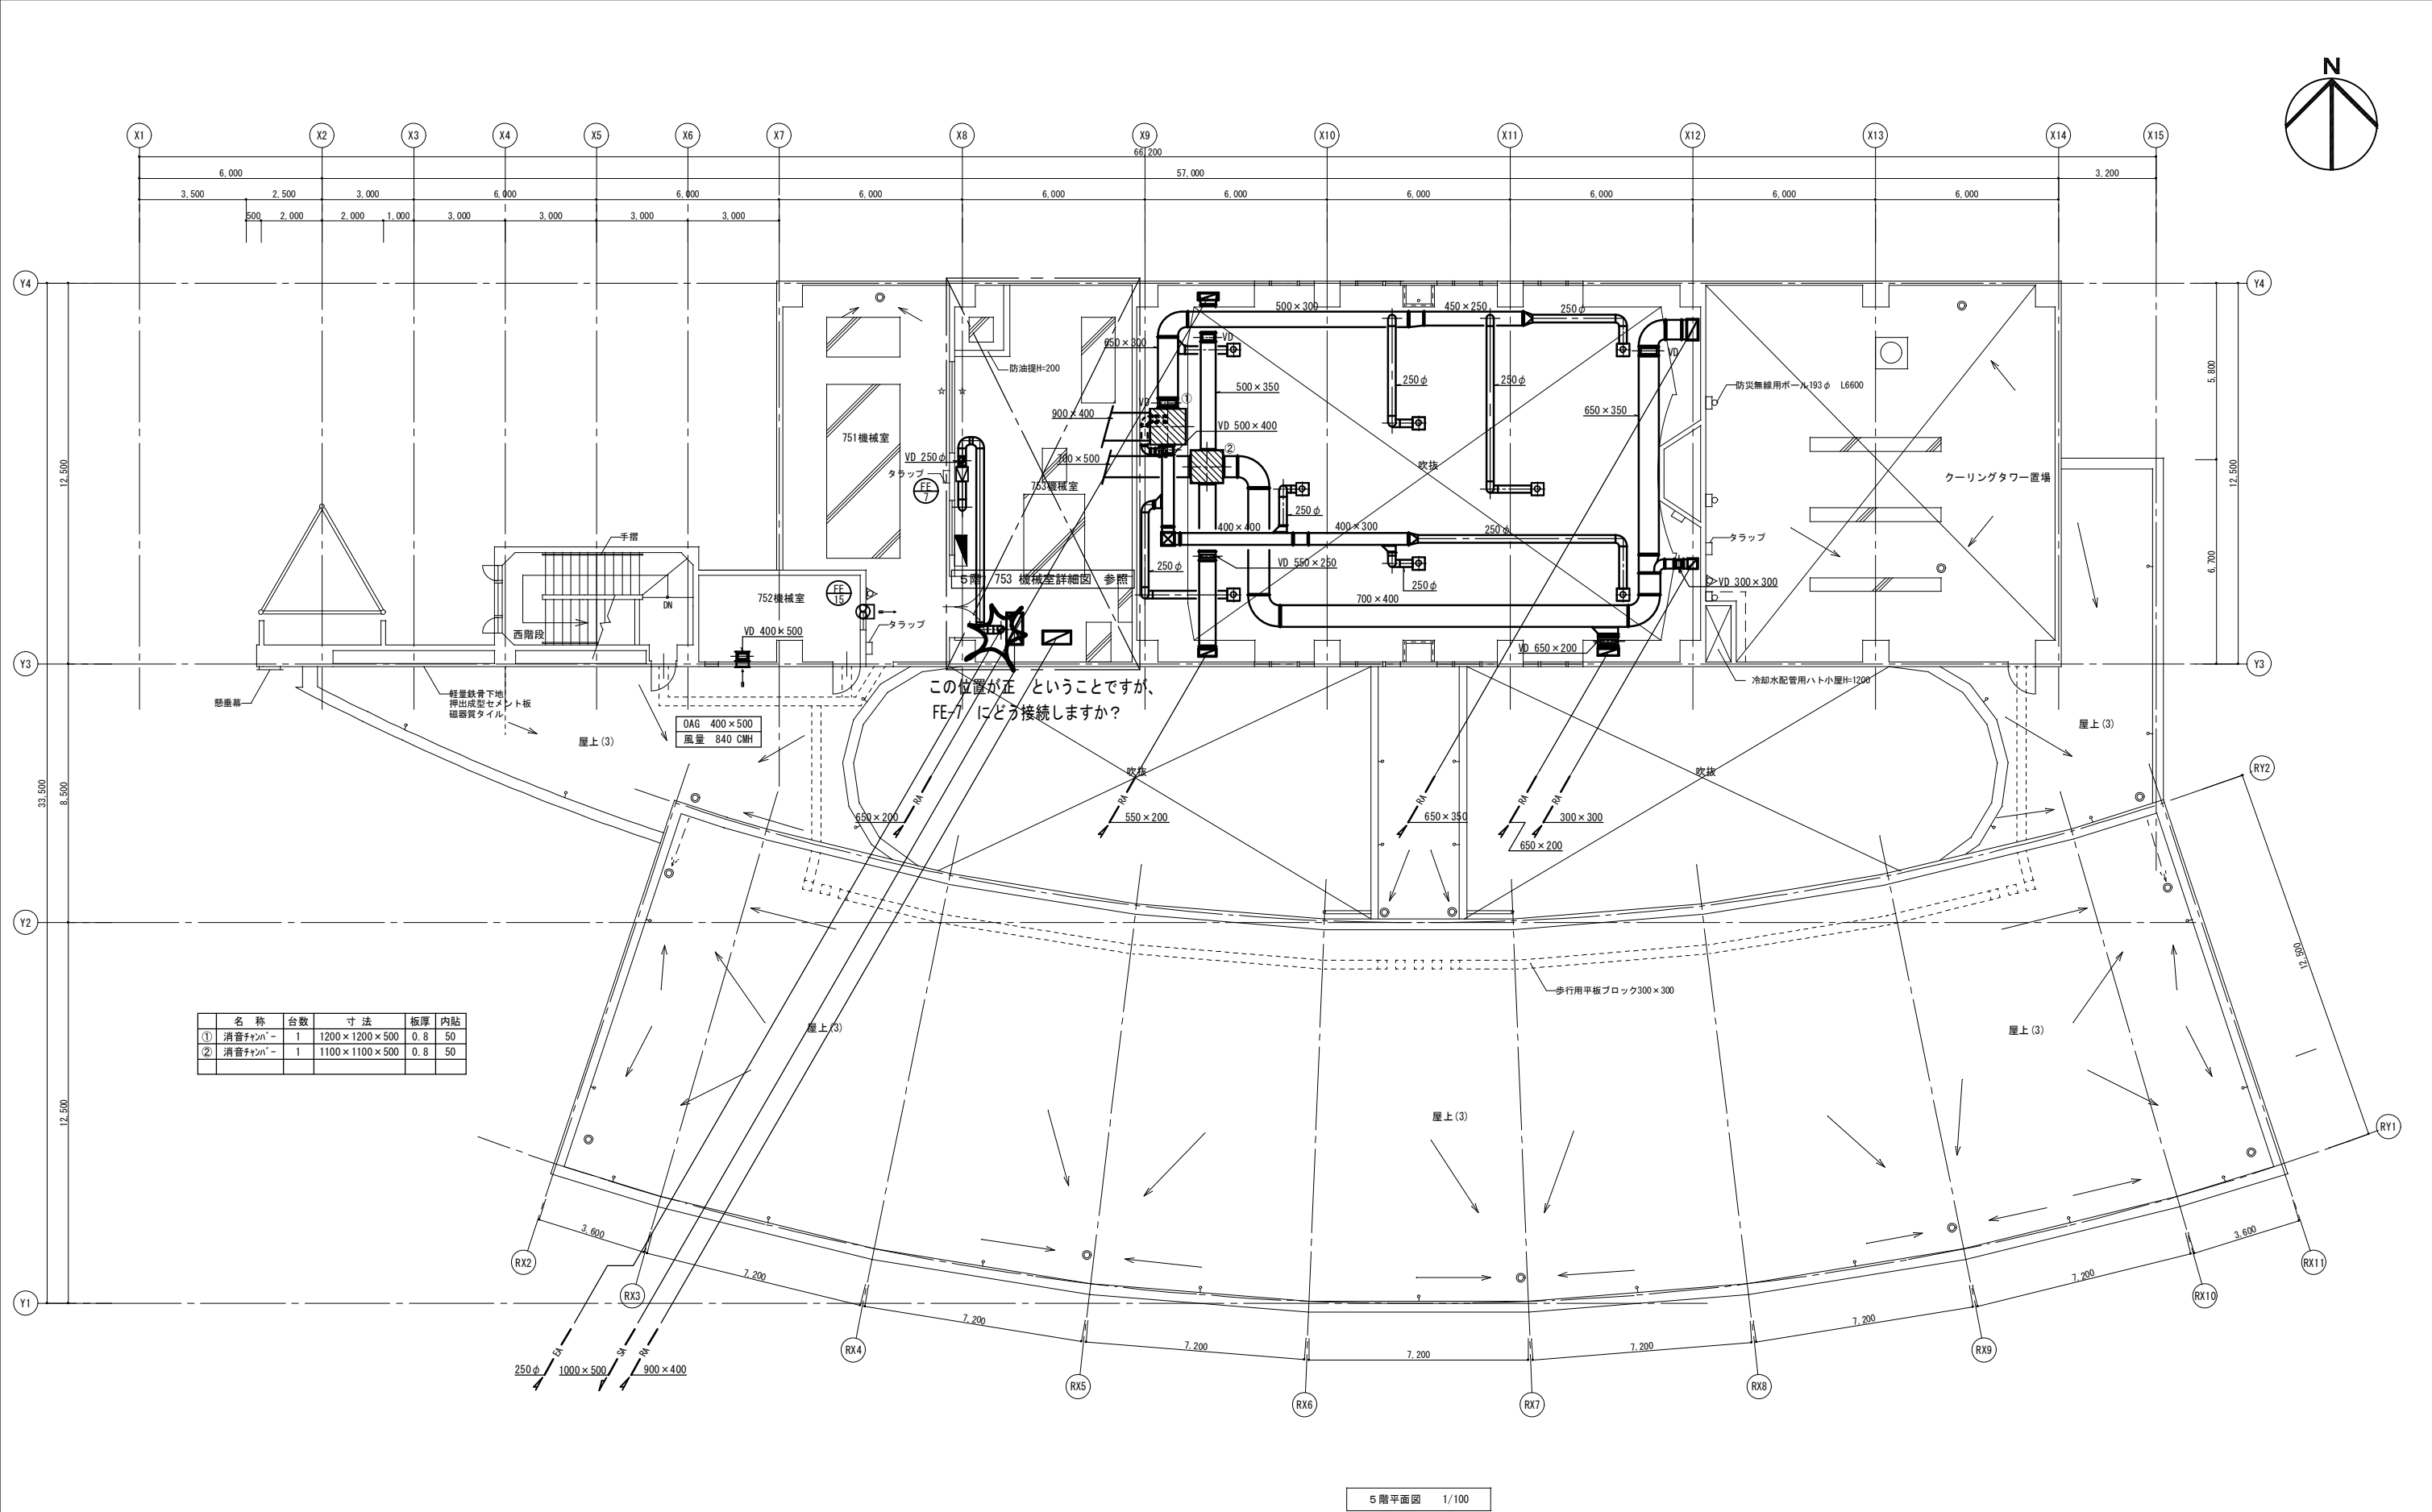 N
X1 X2 X3 X4 X5 X6 X7 X8 X9 X10 X11 X12 X13 X14 X15
66,200
6,000 57,000 3,200
3,500 2,500 3,000 6,000 6,000 6,000 6,000 6,000 6,000 6,000 6,000 6,000 6,000
500 2,000 2,000 1,000 3,000 3,000 3,000 3,000
Y4 Y4
500×300 450×250 250φ
650×300 VD VD
防油提H=200
5,800
250φ 250φ
500×350
防災無線用ポール193φ L6600
☆ ☆
VD ①
900×400 650×350
VD 500×400
751機械室
②
VD 250φ 700×500 吹抜
タラップ 753機械室 クーリングタワー置場
FE
7
12,500 12,500
250φ
400×400 400×300 250φ
手摺 タラップ
250φ VD 550×250 250φ
6,700
5階 753 機械室詳細図 参照
VD 300×300
FE
15
752機械室 700×400
DN
タラップ
西階段 VD 400×500
VD 650×200
Y3 Y3
冷却水配管用ハト小屋H=1200
この位置が正 ということですが、
FE-7 にどう接続しますか?
軽量鉄骨下地
押出成型セメント板
磁器質タイル
懸垂幕
OAG 400×500
風量 840 CMH
屋上(3) 屋上(3)
吹抜 吹抜
RY2
33,500 8,500
RA RA RA RA RA
650×200 550×200 650×350 300×300
650×200
Y2
12,500
歩行用平板ブロック300×300
屋上(3) 屋上(3)
名 称 台数 寸 法 板厚 内貼
① 消音ﾁｬﾝﾊﾞｰ 1 1200×1200×500 0.8 50
② 消音ﾁｬﾝﾊﾞｰ 1 1100×1100×500 0.8 50
12,500
屋上(3)
RY1
3,600 3,600
RX2 RX11
7,200 7,200
RX3 RX10
Y1
7,200 7,200 7,200 7,200 7,200
EA SA RA
RX4 RX9
250φ 1000×500 900×400
RX5 RX8
RX6 RX7
5階平面図 1/100